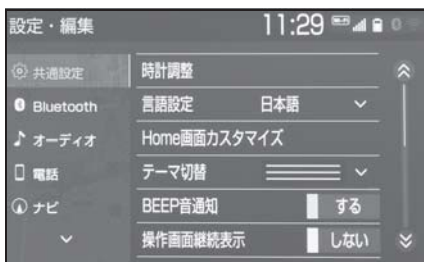 設定・編集
11:29
共通設定
時計調整
Bluetooth
言語設定 日本語
オーディオ
Home画面カスタマイズ
電話
テーマ切替
ナビ
BEEP音通知 する
操作画面継続表示 しない